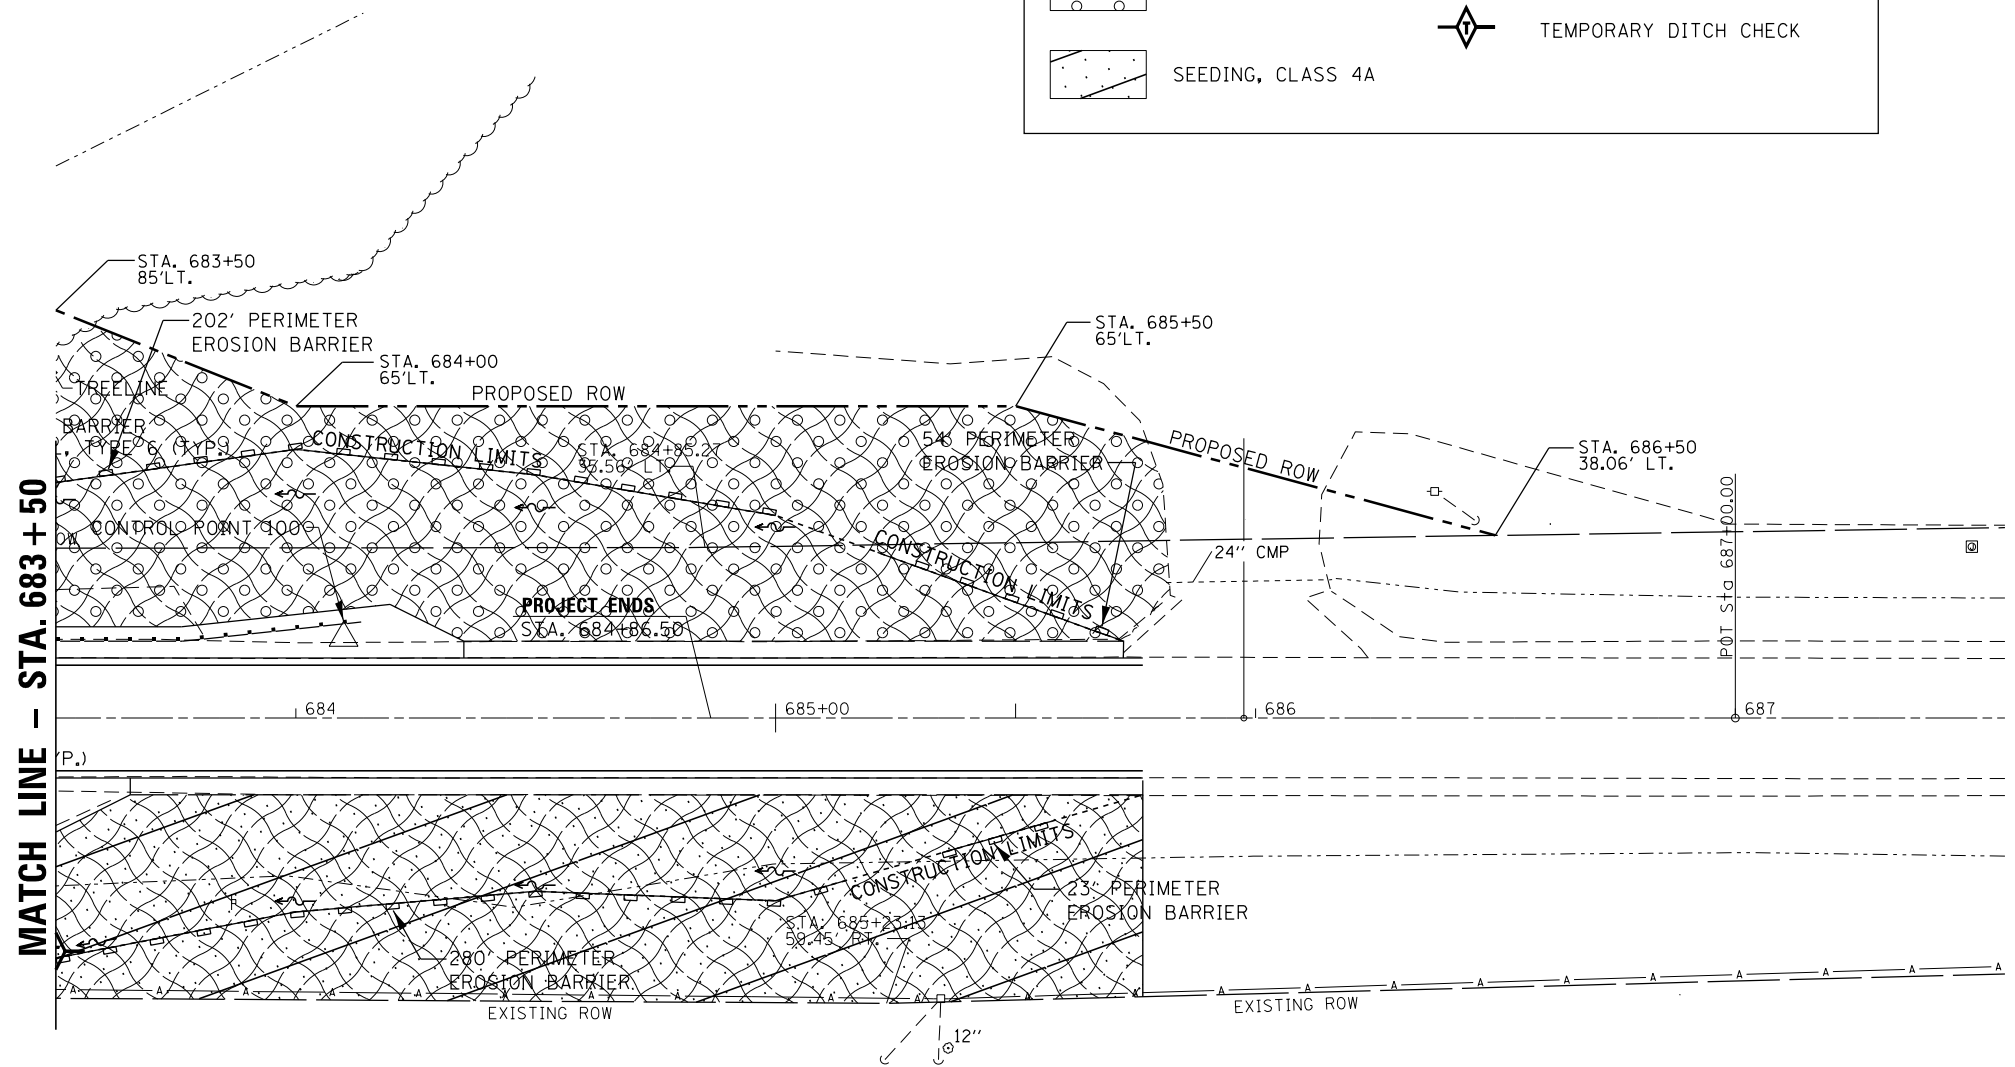 TEMPORARY DITCH CHECK
SEEDING, CLASS 4A
STA. 683+50
85'LT.
202' PERIMETER
EROSION BARRIER
STA. 684+00
65'LT.
PROPOSED ROW
STA. 685+50
65'LT.
TREELINE
BARRIER
, TYPE 6 (TYP.)
CONSTRUCTION LIMITS
STA. 684+85.27
35.56' LT.
54' PERIMETER
EROSION BARRIER
PROPOSED ROW
STA. 686+50
38.06' LT.
CONTROL POINT 100
OW
CONSTRUCTION LIMITS
24'' CMP
PROJECT ENDS
STA. 684+86.50
POT Sta 687+00.00
MATCH LINE - STA. 683+50
684
685+00
686
687
YP.)
CONSTRUCTION LIMITS
23' PERIMETER
EROSION BARRIER
STA. 685+23.13
59.45' RT.
280' PERIMETER
EROSION BARRIER
EXISTING ROW
EXISTING ROW
12''